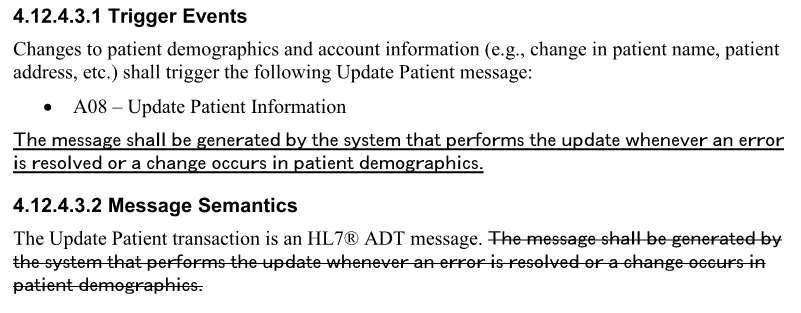 4.12.4.3.1 Trigger Events
Changes to patient demographics and account information (e.g., change in patient name, patient
address, etc.) shall trigger the following Update Patient message:
• A08 – Update Patient Information
The message shall be generated by the system that performs the update whenever an error
is resolved or a change occurs in patient demographics.
4.12.4.3.2 Message Semantics
The Update Patient transaction is an HL7® ADT message. The message shall be generated by
the system that performs the update whenever an error is resolved or a change occurs in
patient demographics.